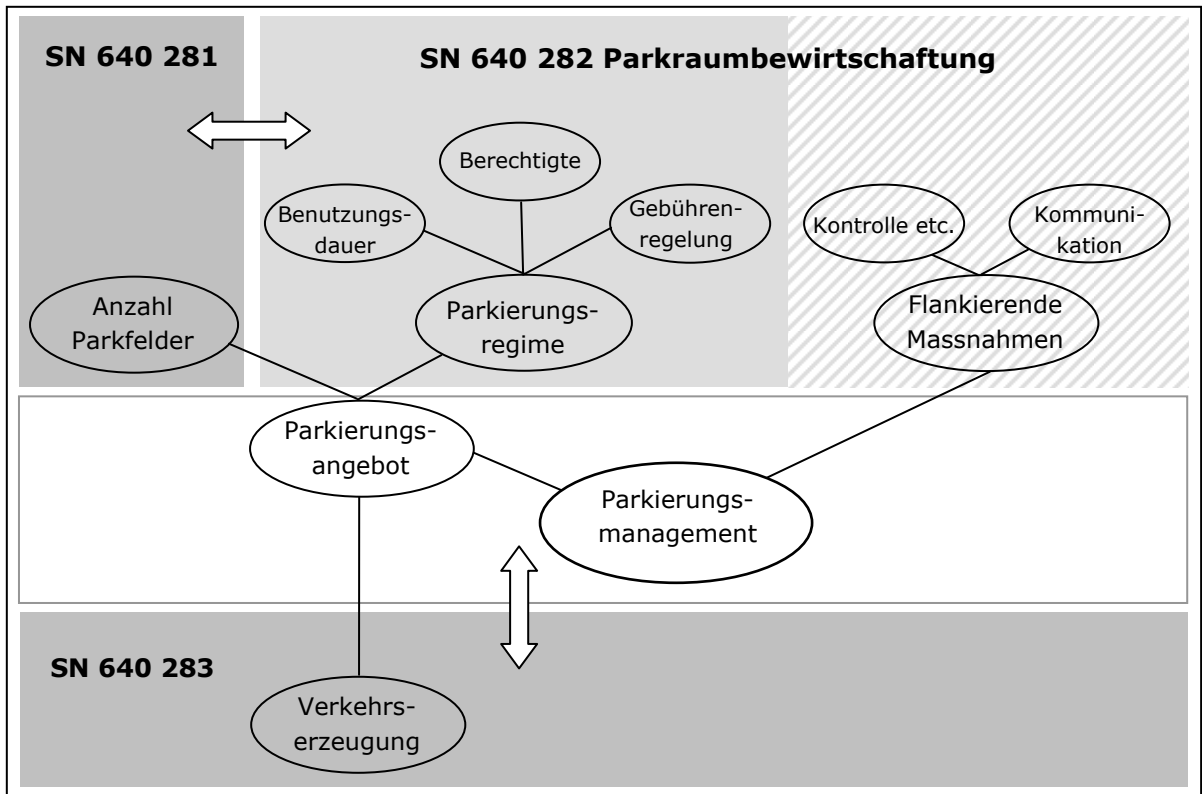 SN 640 281
SN 640 282 Parkraumbewirtschaftung
Berechtigte
Benutzungs-
dauer
Gebühren-
regelung
Kontrolle etc.
Kommuni-
kation
Anzahl
Parkfelder
Parkierungs-
regime
Flankierende
Massnahmen
Parkierungs-
angebot
Parkierungs-
management
SN 640 283
Verkehrs-
erzeugung